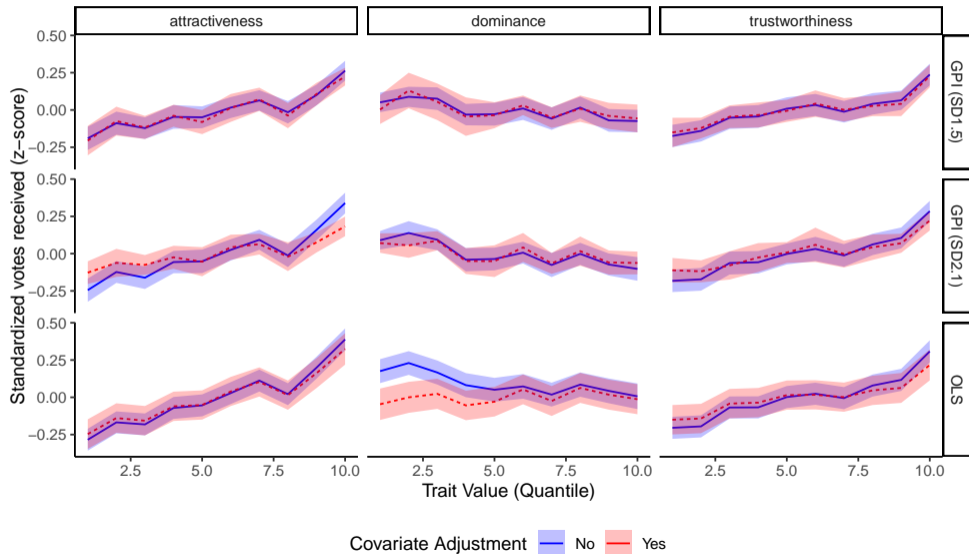 attractiveness
dominance
trustworthiness
Standardized votes received (z−score)
0.50
0.25
0.00
−0.25
GPI (SD1.5)
0.50
0.25
0.00
−0.25
GPI (SD2.1)
0.50
0.25
0.00
−0.25
OLS
2.5 5.0 7.5 10.0 2.5 5.0 7.5 10.0 2.5 5.0 7.5 10.0
Trait Value (Quantile)
Covariate Adjustment No Yes